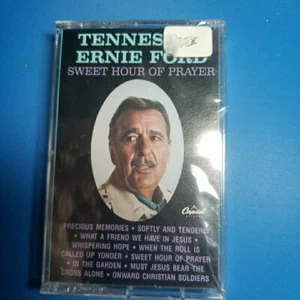 TENNES
ERNIE FORD
SWEET HOUR OF PRAYER
Capitol
PRECIOUS MEMORIES • SOFTLY AND TENDERLY
• WHAT A FRIEND WE HAVE IN JESUS •
WHISPERING HOPE • WHEN THE ROLL IS
CALLED UP YONDER • SWEET HOUR OF PRAYER
• IN THE GARDEN • MUST JESUS BEAR THE
CROSS ALONE • ONWARD CHRISTIAN SOLDIERS